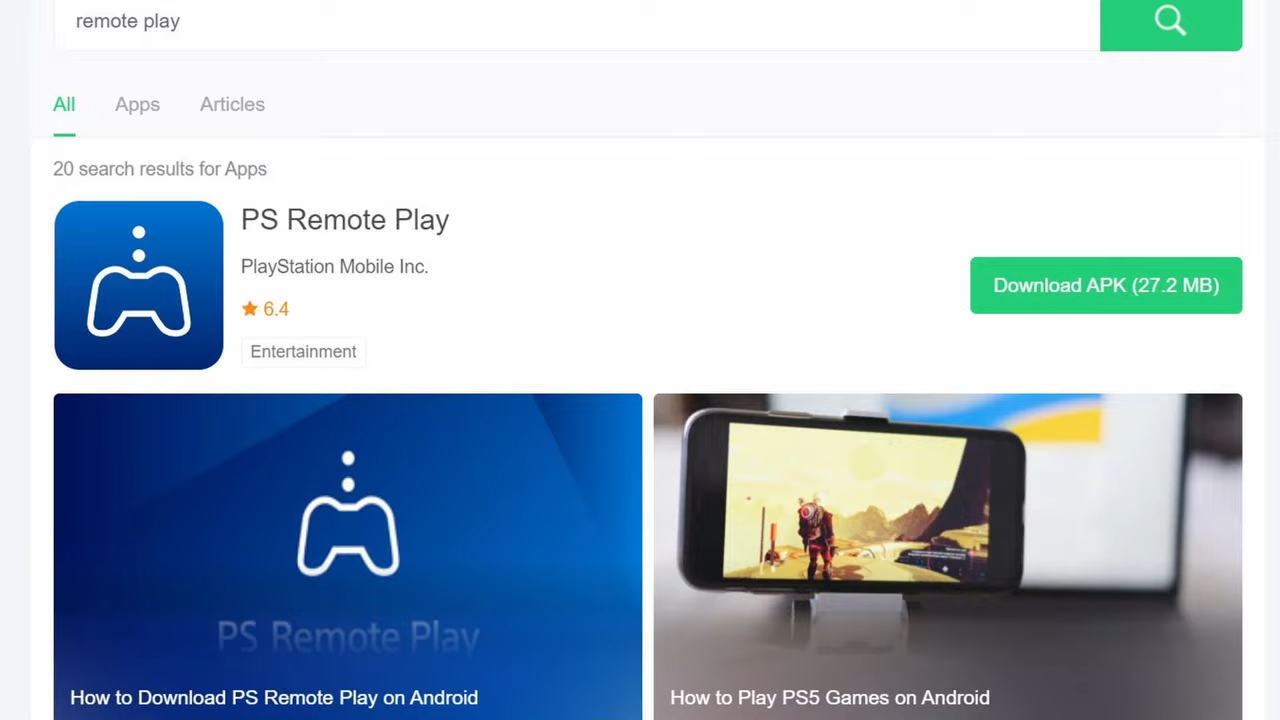 remote play
All Apps Articles
20 search results for Apps
PS Remote Play
PlayStation Mobile Inc.
6.4
Entertainment
Download APK (27.2 MB)
PS Remote Play
How to Download PS Remote Play on Android
How to Play PS5 Games on Android